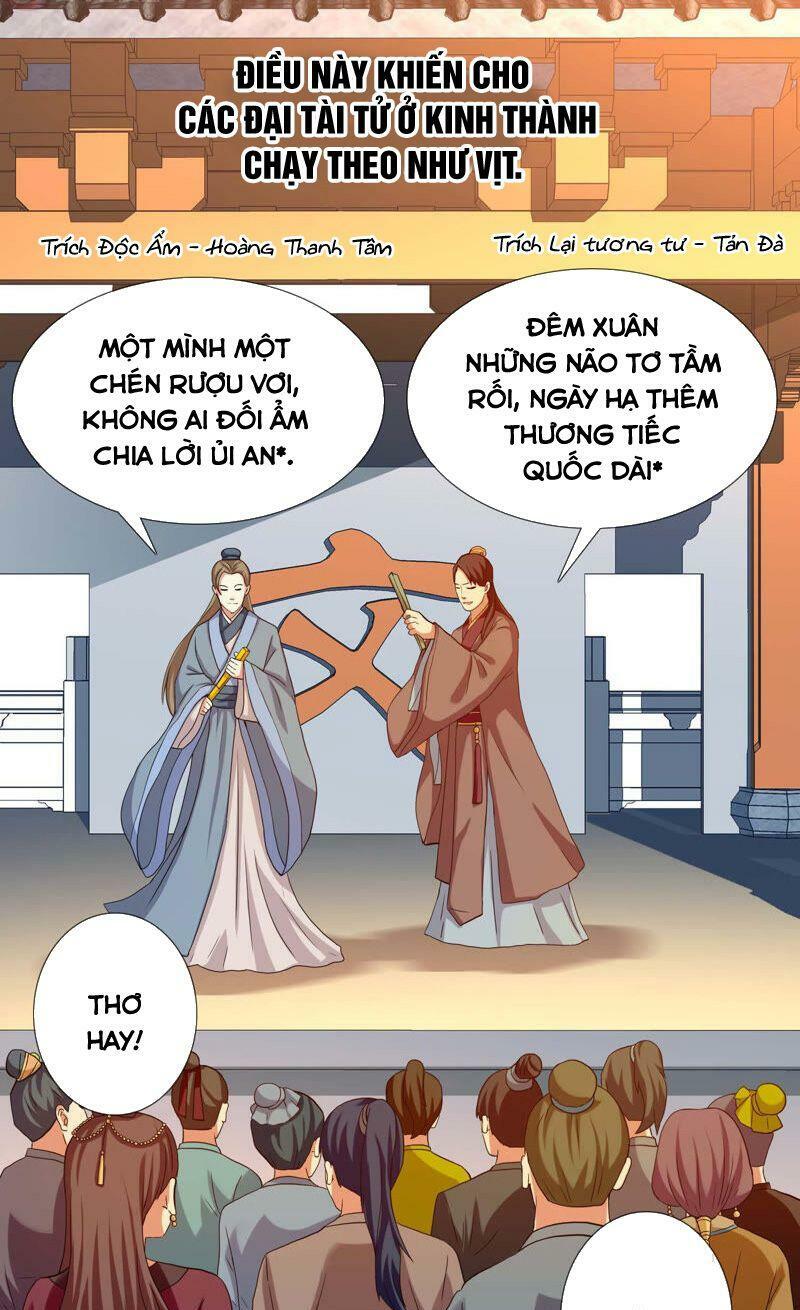 ĐIỀU NÀY KHIẾN CHO
CÁC ĐẠI TÀI TỬ Ở KINH THÀNH
CHẠY THEO NHƯ VỊT.
Trích Độc Ẩm - Hoàng Thanh Tâm
Trích Lại tương tư - Tản Đà
MỘT MÌNH MỘT
CHÉN RƯỢU VƠI,
KHÔNG AI ĐỐI ẨM
CHIA LỜI ỦI AN*.
ĐÊM XUÂN
NHỮNG NÃO TƠ TẰM
RỐI, NGÀY HẠ THÊM
THƯƠNG TIẾC
QUỐC DÀI*
THƠ
HAY!